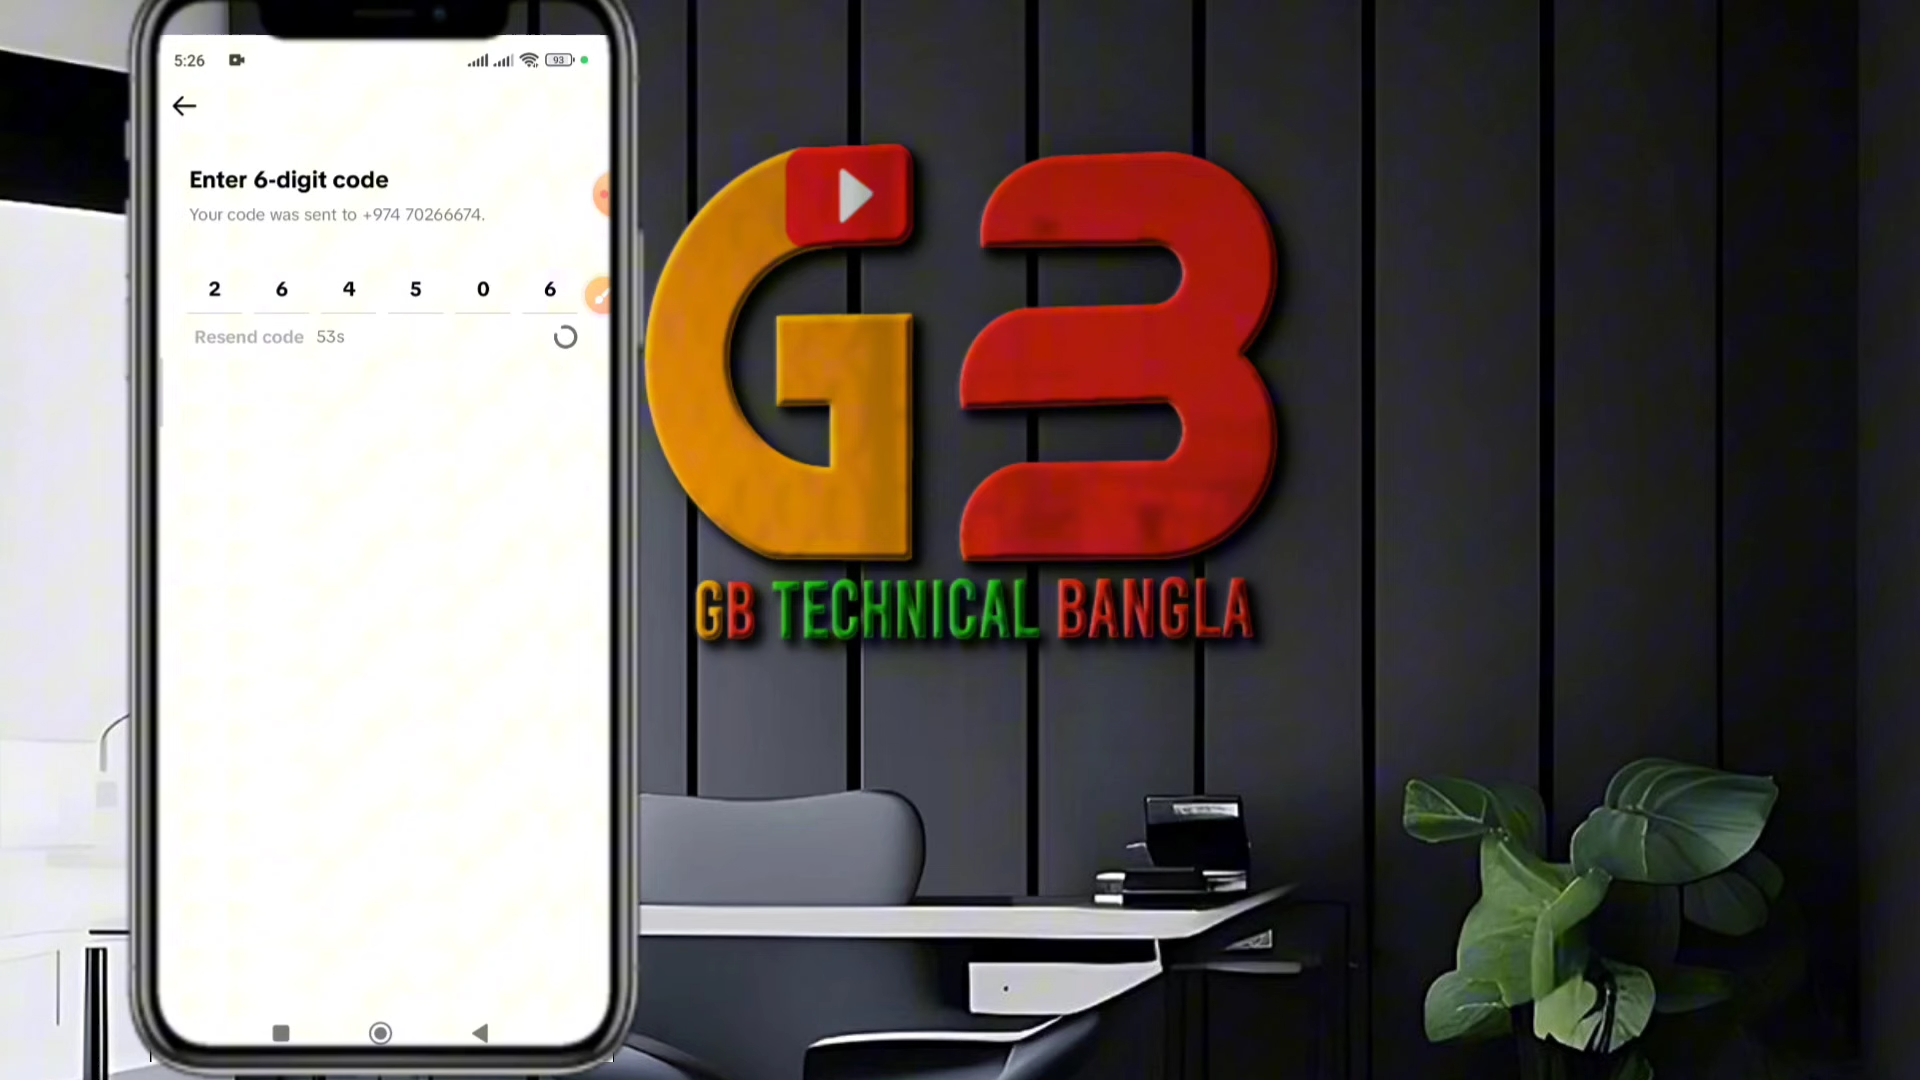 5:26
93
Enter 6-digit code
Your code was sent to +974 70266674.
2 6 4 5 0 6
Resend code 53s
GB
GB TECHNICAL BANGLA